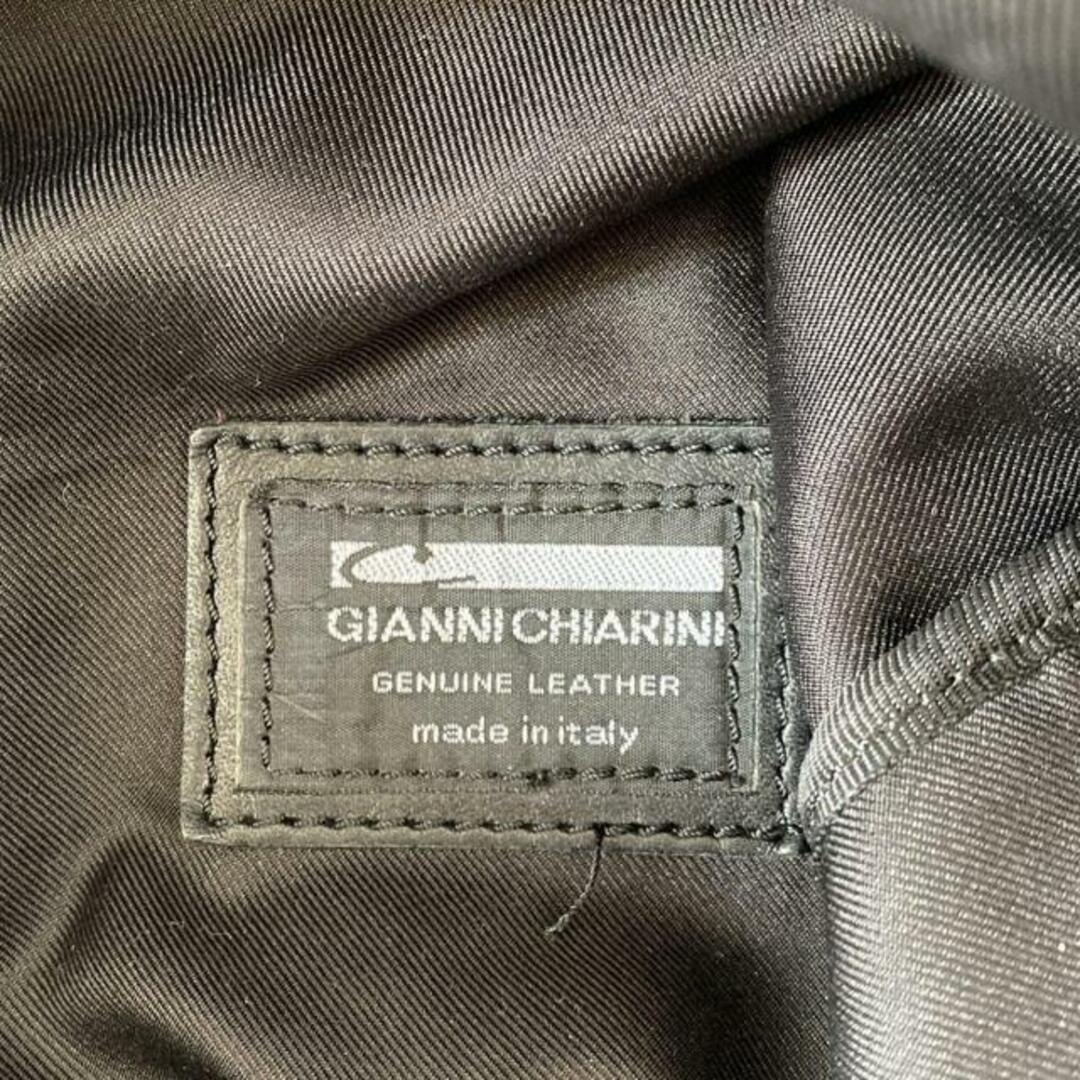 GIANNI CHIARINI
GENUINE LEATHER
made in italy